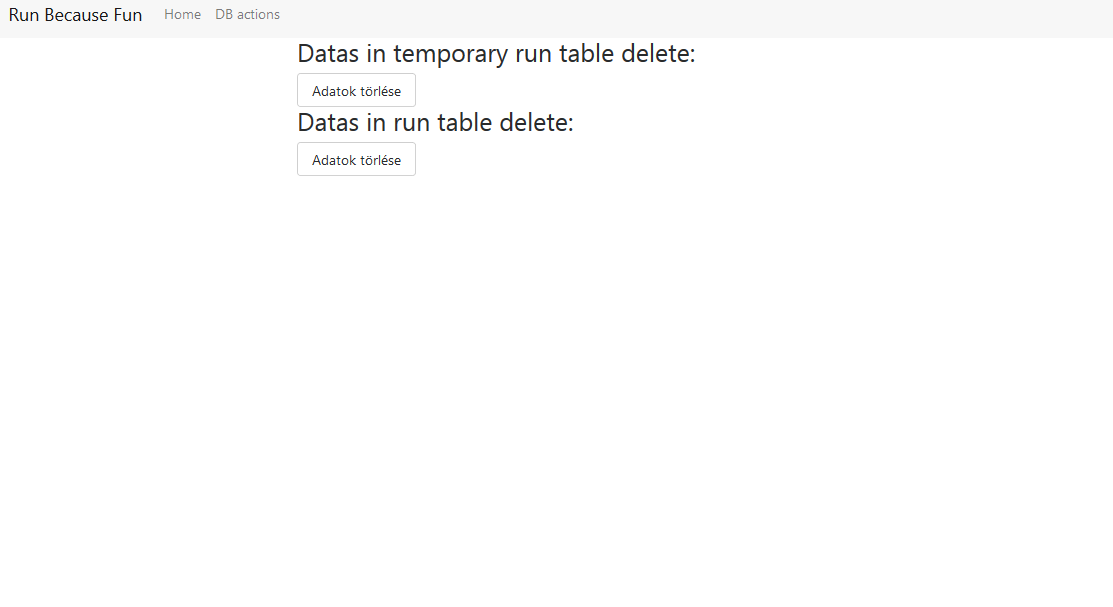 Run Because Fun Home DB actions
Datas in temporary run table delete:
Adatok törlése
Datas in run table delete:
Adatok törlése